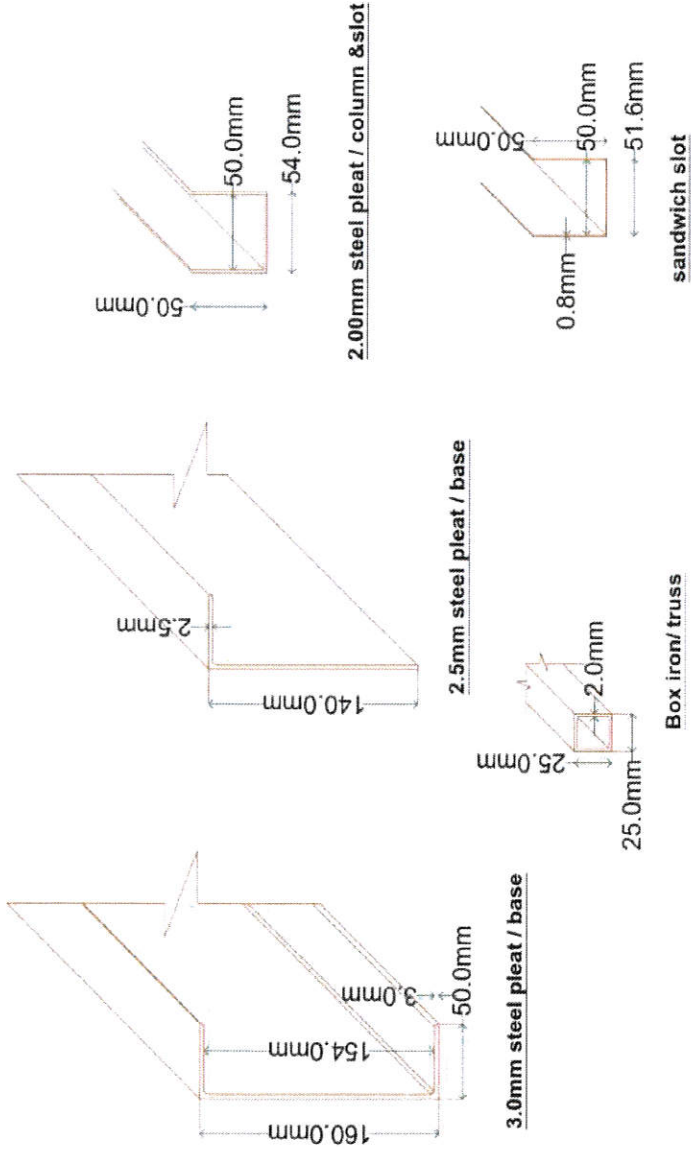 160.0mm
154.0mm
3.0mm
50.0mm
3.0mm steel pleat / base
140.0mm
2.5mm
2.5mm steel pleat / base
25.0mm
2.0mm
25.0mm
Box iron/ truss
50.0mm
50.0mm
54.0mm
2.00mm steel pleat / column &slot
50.0mm
0.8mm
50.0mm
51.6mm
sandwich slot